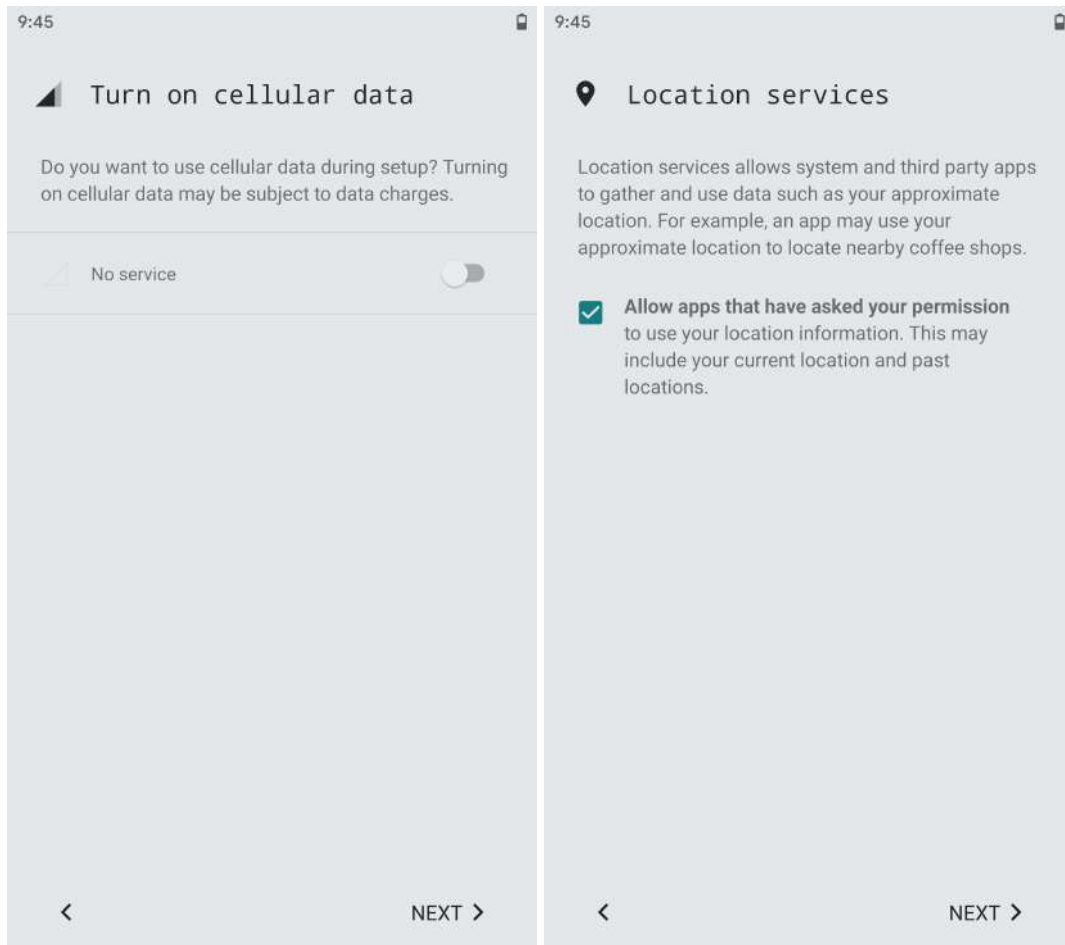 9:45
Turn on cellular data
Do you want to use cellular data during setup? Turning
on cellular data may be subject to data charges.
No service
NEXT
9:45
Location services
Location services allows system and third party apps
to gather and use data such as your approximate
location. For example, an app may use your
approximate location to locate nearby coffee shops.
Allow apps that have asked your permission
to use your location information. This may
include your current location and past
locations.
NEXT